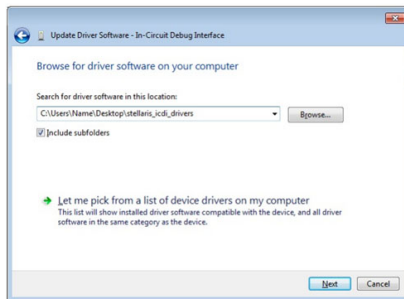 Update Driver Software - In-Circuit Debug Interface
Browse for driver software on your computer
Search for driver software in this location:
C:\Users\Name\Desktop\stellaris_icdi_drivers
Browse...
Include subfolders
Let me pick from a list of device drivers on my computer
This list will show installed driver software compatible with the device, and all driver
software in the same category as the device.
Next
Cancel